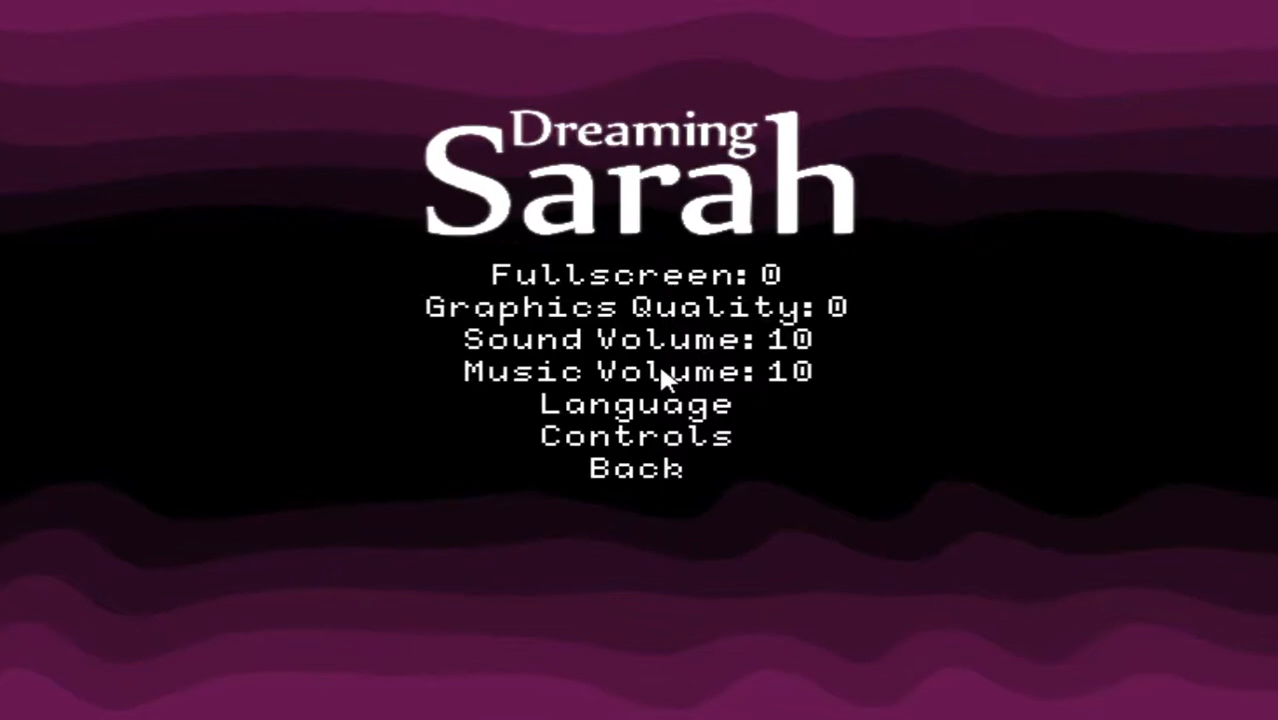 Dreaming
Sarah
Fullscreen: 0
Graphics Quality: 0
Sound Volume: 10
Music Volume: 10
Language
Controls
Back